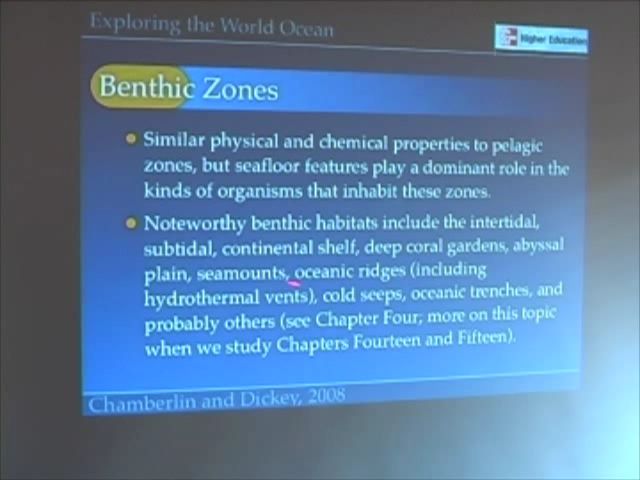 Exploring the World Ocean
Higher Education
Benthic Zones
Similar physical and chemical properties to pelagic
zones, but seafloor features play a dominant role in the
kinds of organisms that inhabit these zones.
Noteworthy benthic habitats include the intertidal,
subtidal, continental shelf, deep coral gardens, abyssal
plain, seamounts, oceanic ridges (including
hydrothermal vents), cold seeps, oceanic trenches, and
probably others (see Chapter Four; more on this topic
when we study Chapters Fourteen and Fifteen).
Chamberlin and Dickey, 2008